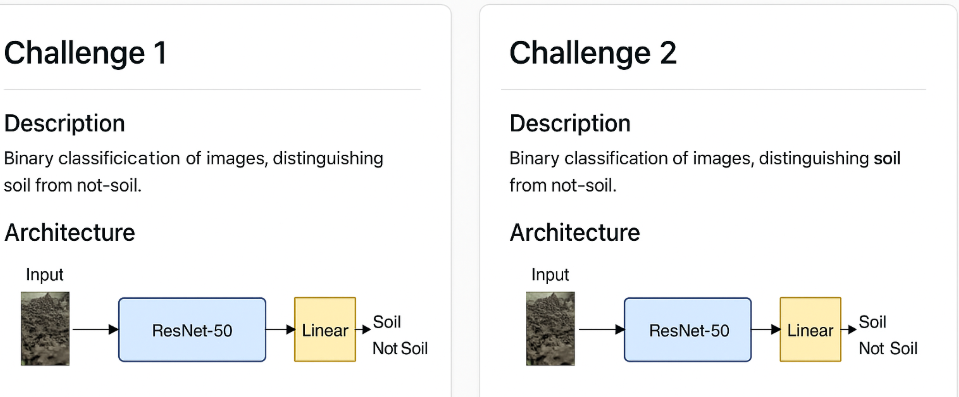 Challenge 1
Description
Binary classificication of images, distinguishing
soil from not-soil.
Architecture
Input
ResNet-50
Linear
Soil
Not Soil
Challenge 2
Description
Binary classification of images, distinguishing soil
from not-soil.
Architecture
Input
ResNet-50
Linear
Soil
Not Soil